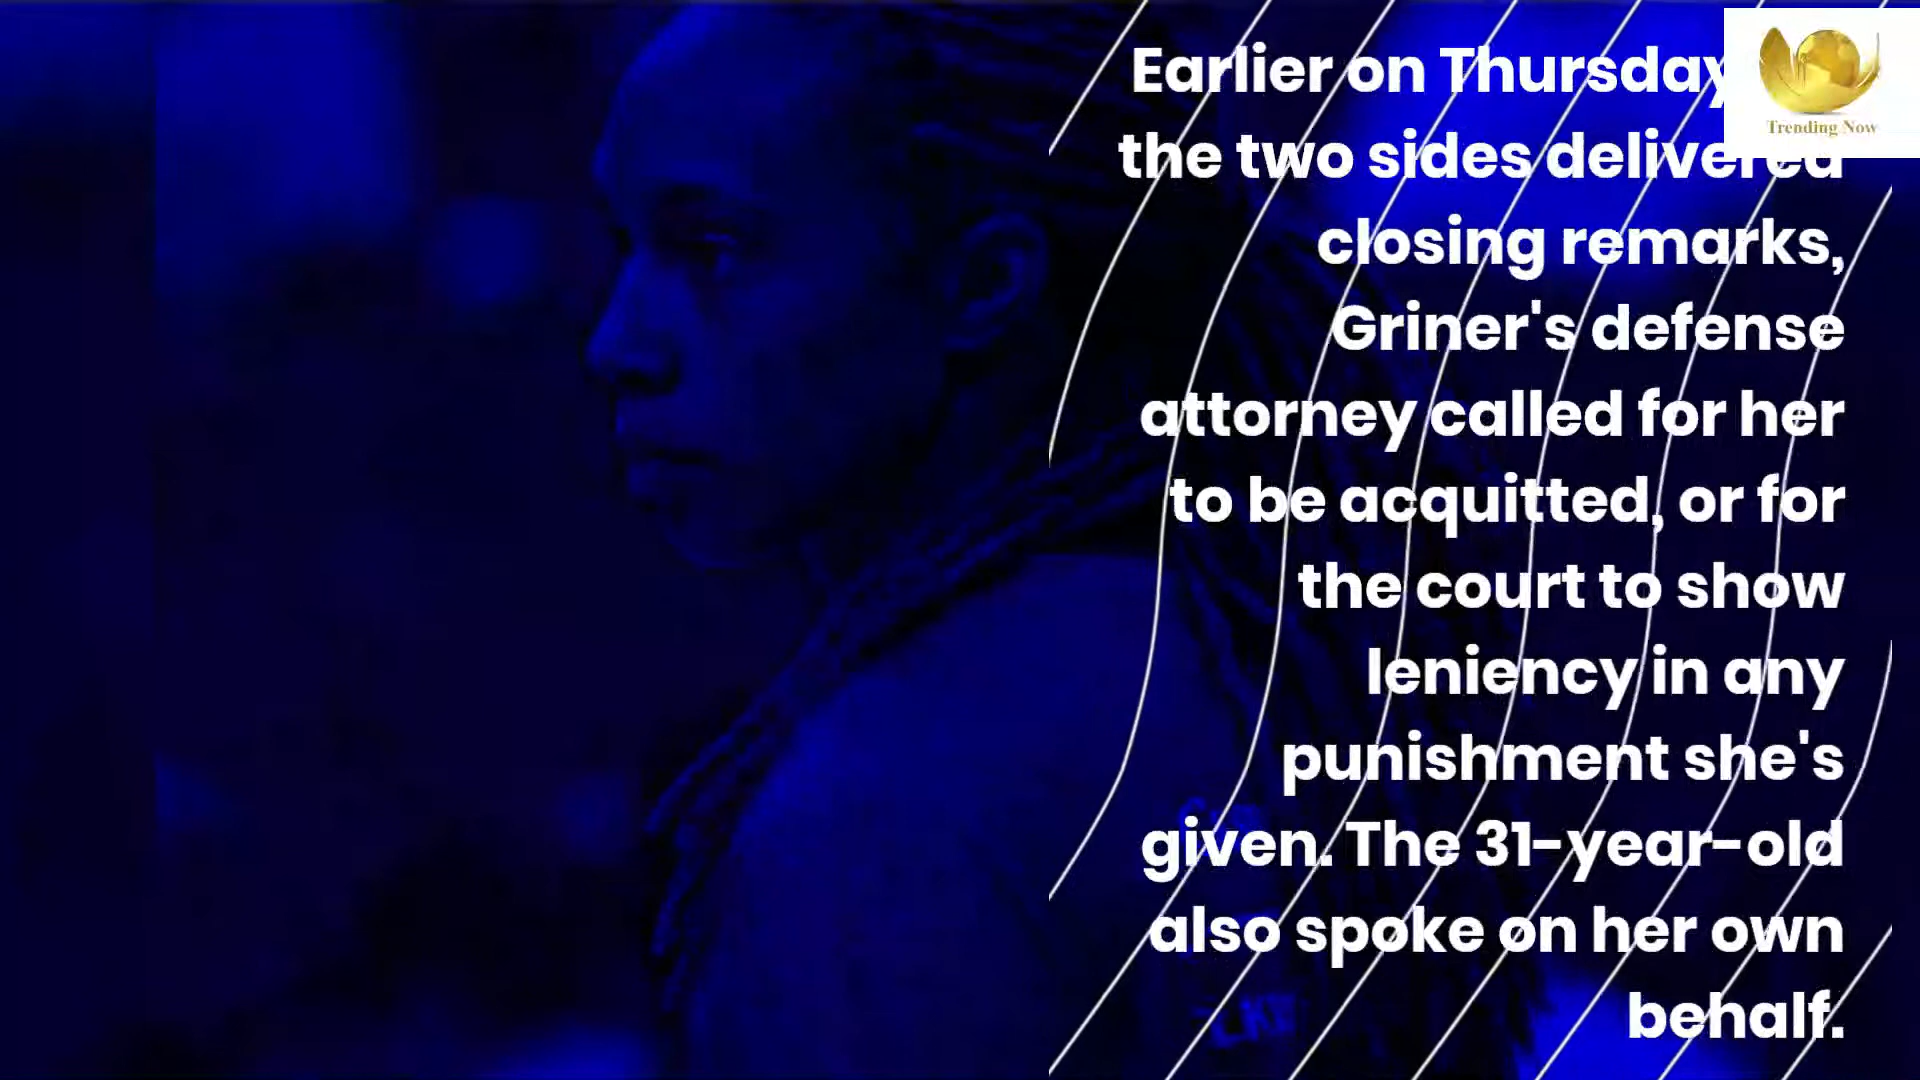 Earlier on Thursday
the two sides delivered
closing remarks,
Griner's defense
attorney called for her
to be acquitted, or for
the court to show
leniency in any
punishment she's
given. The 31-year-old
also spoke on her own
behalf.
Trending Now